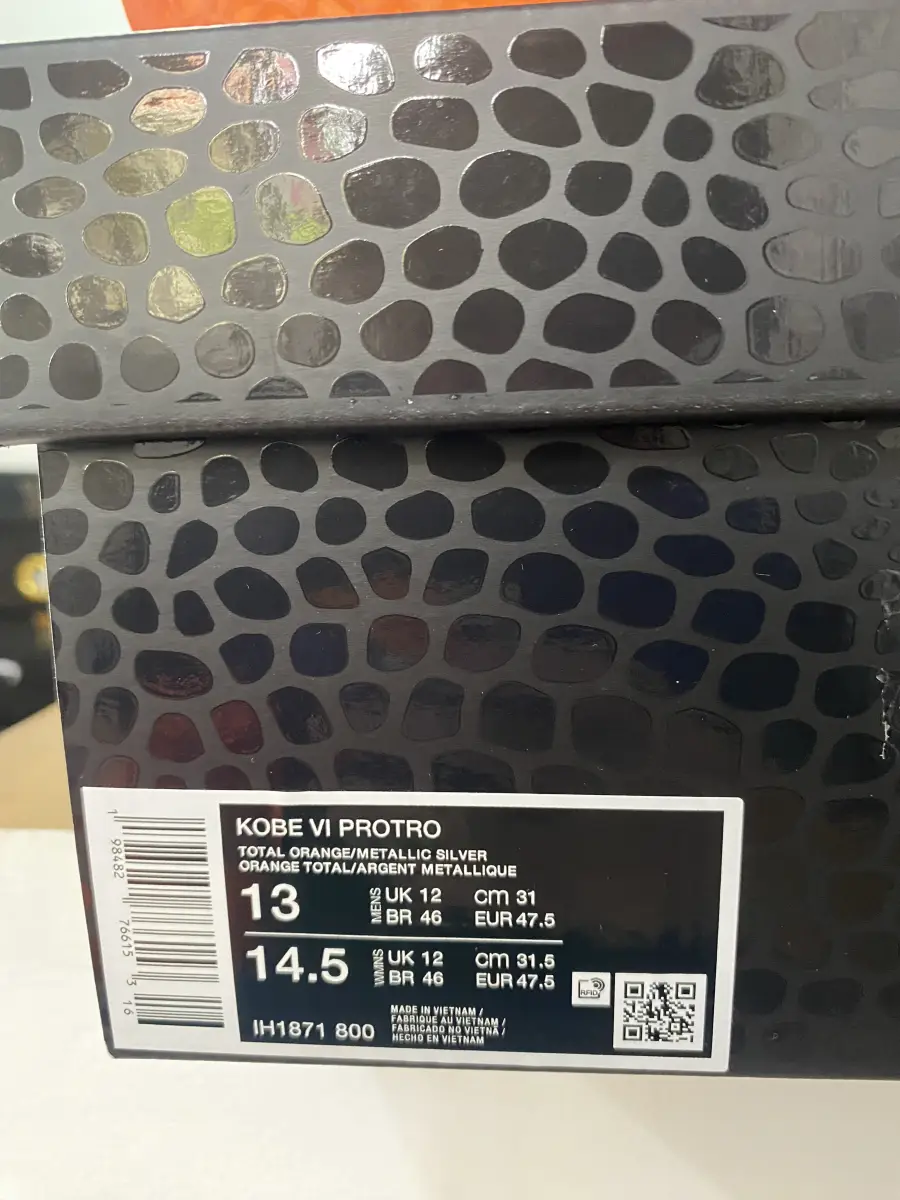 KOBE VI PROTRO
TOTAL ORANGE/METALLIC SILVER
ORANGE TOTAL/ARGENT METALLIQUE
13 MENS UK 12 CM 31
BR 46 EUR 47.5
14.5 WMNS UK 12 CM 31.5
BR 46 EUR 47.5
RFID
IH1871 800
MADE IN VIETNAM /
FABRIQUE AU VIETNAM /
FABRICADO NO VIETNÃ /
HECHO EN VIETNAM
1 98482 76615 3 16